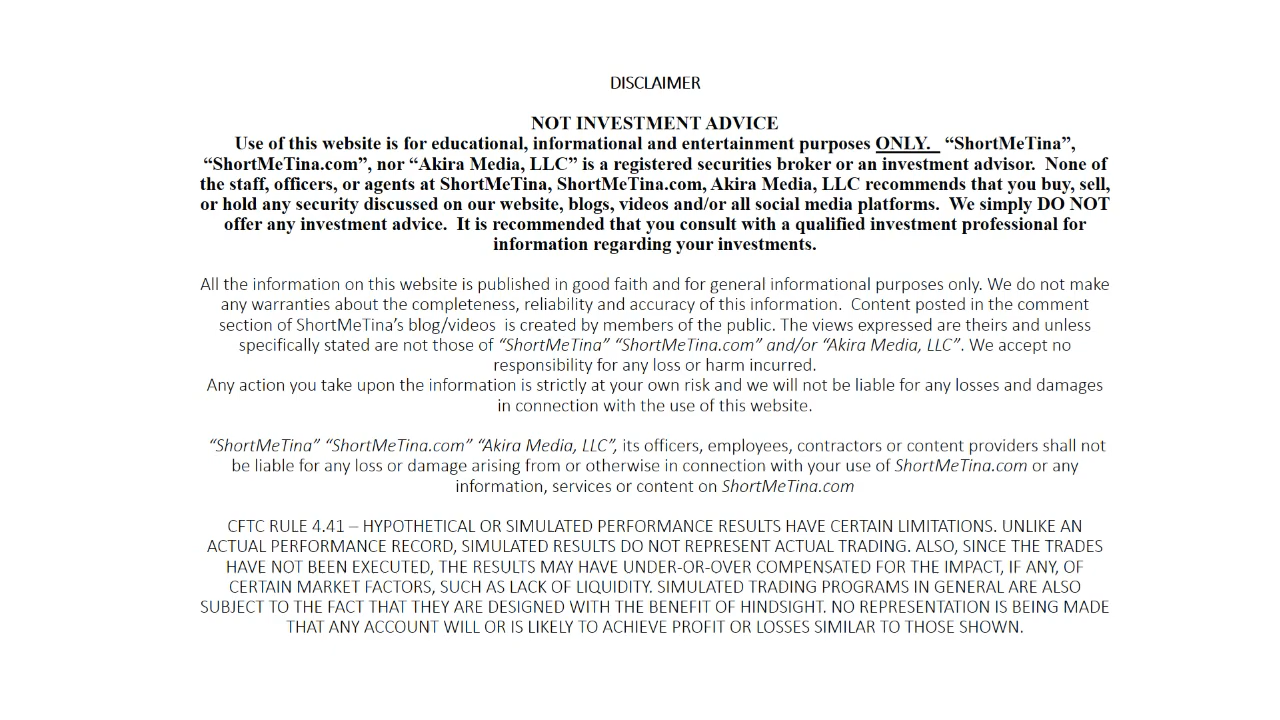 DISCLAIMER
NOT INVESTMENT ADVICE
Use of this website is for educational, informational and entertainment purposes ONLY.   “ShortMeTina”,
“ShortMeTina.com”, nor “Akira Media, LLC” is a registered securities broker or an investment advisor.  None of
the staff, officers, or agents at ShortMeTina, ShortMeTina.com, Akira Media, LLC recommends that you buy, sell,
or hold any security discussed on our website, blogs, videos and/or all social media platforms.  We simply DO NOT
offer any investment advice.  It is recommended that you consult with a qualified investment professional for
information regarding your investments.
All the information on this website is published in good faith and for general informational purposes only. We do not make
any warranties about the completeness, reliability and accuracy of this information.  Content posted in the comment
section of ShortMeTina’s blog/videos  is created by members of the public. The views expressed are theirs and unless
specifically stated are not those of “ShortMeTina” “ShortMeTina.com” and/or “Akira Media, LLC”. We accept no
responsibility for any loss or harm incurred.
Any action you take upon the information is strictly at your own risk and we will not be liable for any losses and damages
in connection with the use of this website.
“ShortMeTina” “ShortMeTina.com” “Akira Media, LLC”, its officers, employees, contractors or content providers shall not
be liable for any loss or damage arising from or otherwise in connection with your use of ShortMeTina.com or any
information, services or content on ShortMeTina.com
CFTC RULE 4.41 – HYPOTHETICAL OR SIMULATED PERFORMANCE RESULTS HAVE CERTAIN LIMITATIONS. UNLIKE AN
ACTUAL PERFORMANCE RECORD, SIMULATED RESULTS DO NOT REPRESENT ACTUAL TRADING. ALSO, SINCE THE TRADES
HAVE NOT BEEN EXECUTED, THE RESULTS MAY HAVE UNDER-OR-OVER COMPENSATED FOR THE IMPACT, IF ANY, OF
CERTAIN MARKET FACTORS, SUCH AS LACK OF LIQUIDITY. SIMULATED TRADING PROGRAMS IN GENERAL ARE ALSO
SUBJECT TO THE FACT THAT THEY ARE DESIGNED WITH THE BENEFIT OF HINDSIGHT. NO REPRESENTATION IS BEING MADE
THAT ANY ACCOUNT WILL OR IS LIKELY TO ACHIEVE PROFIT OR LOSSES SIMILAR TO THOSE SHOWN.